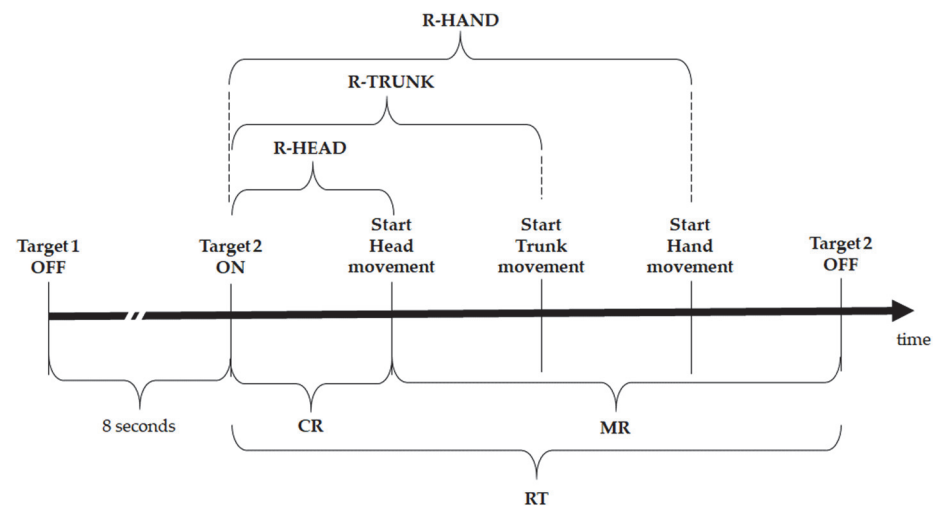 R-HAND
R-TRUNK
R-HEAD
Target 1
OFF
Target 2
ON
Start
Head
movement
Start
Trunk
movement
Start
Hand
movement
Target 2
OFF
time
8 seconds
CR
MR
RT